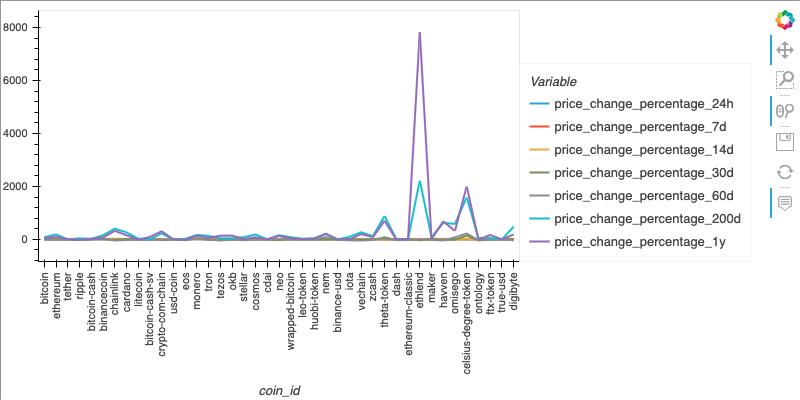 8000
6000
4000
2000
0
bitcoin
ethereum
tether
ripple
bitcoin-cash
binancecoin
chainlink
cardano
litecoin
bitcoin-cash-sv
crypto-com-chain
usd-coin
eos
monero
tron
tezos
okb
stellar
cosmos
cdai
neo
wrapped-bitcoin
leo-token
huobi-token
nem
binance-usd
iota
vechain
zcash
theta-token
dash
ethereum-classic
ethlend
maker
havven
omisego
celsius-degree-token
ontology
ftx-token
true-usd
digibyte
coin_id
Variable
price_change_percentage_24h
price_change_percentage_7d
price_change_percentage_14d
price_change_percentage_30d
price_change_percentage_60d
price_change_percentage_200d
price_change_percentage_1y